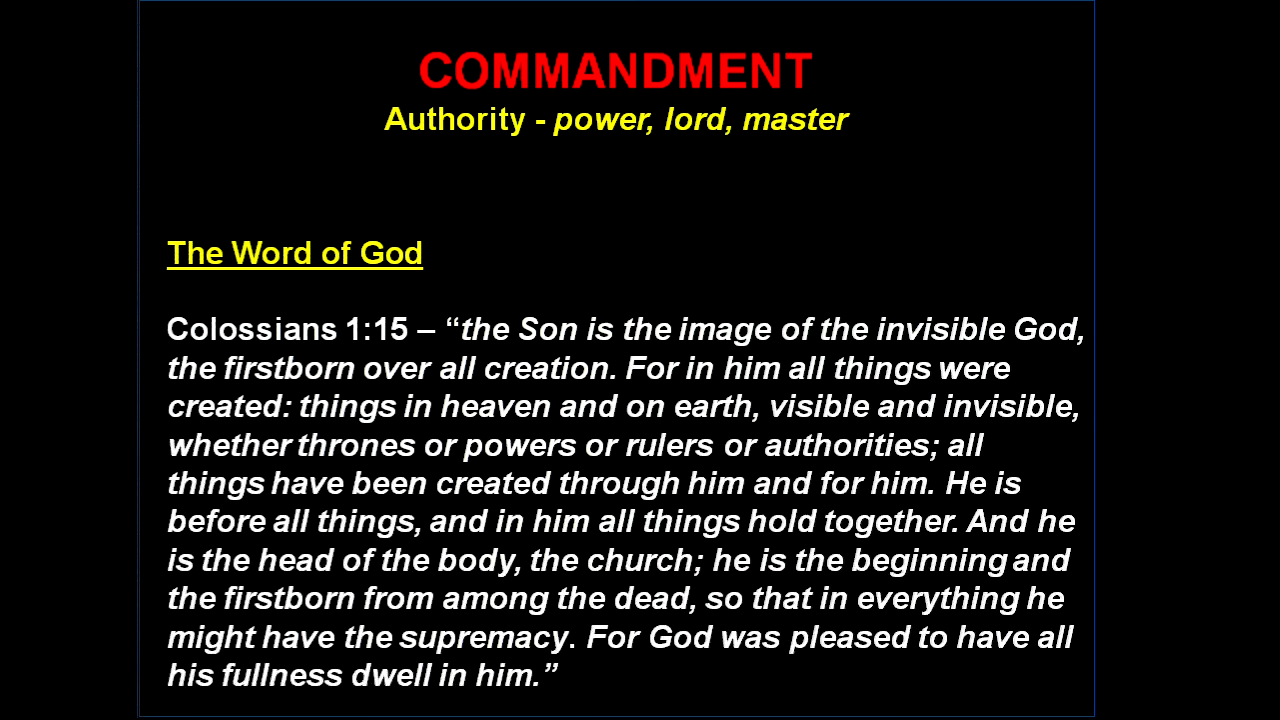 COMMANDMENT
Authority - power, lord, master
The Word of God
Colossians 1:15 – “the Son is the image of the invisible God,
the firstborn over all creation. For in him all things were
created: things in heaven and on earth, visible and invisible,
whether thrones or powers or rulers or authorities; all
things have been created through him and for him. He is
before all things, and in him all things hold together. And he
is the head of the body, the church; he is the beginning and
the firstborn from among the dead, so that in everything he
might have the supremacy. For God was pleased to have all
his fullness dwell in him.”